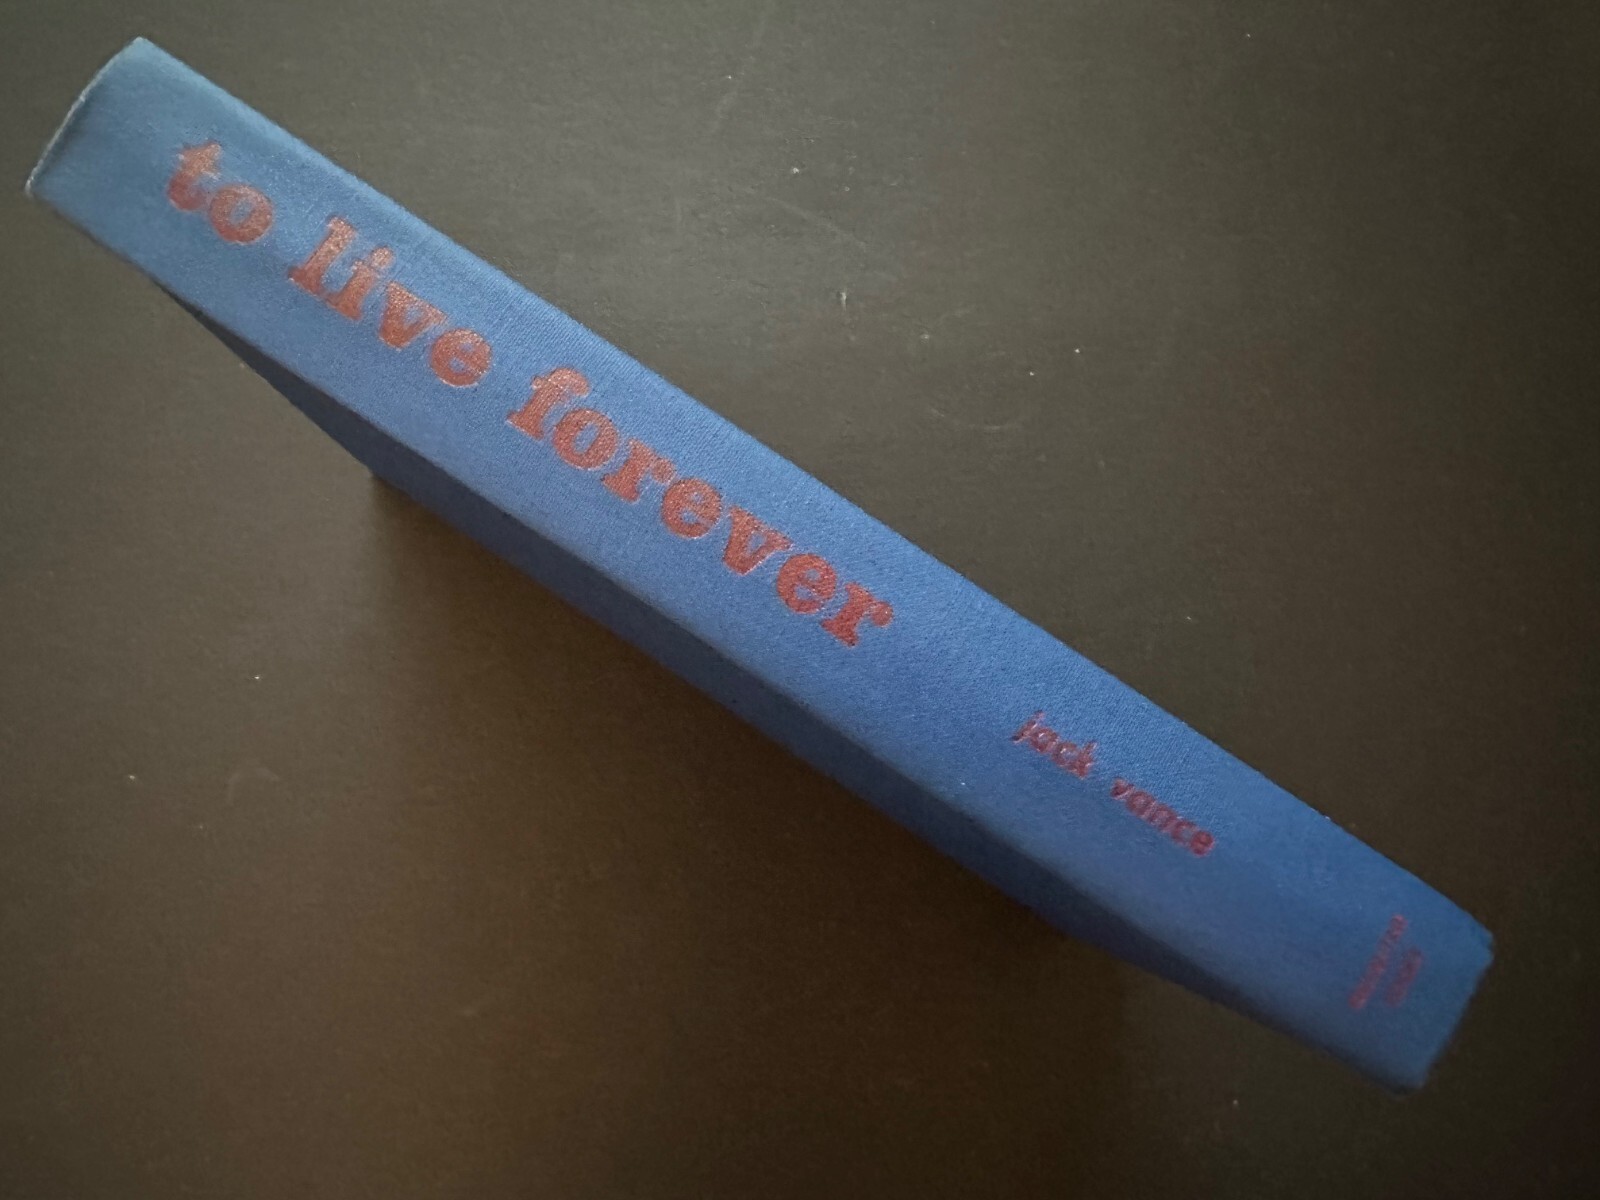 to live forever
jack vance